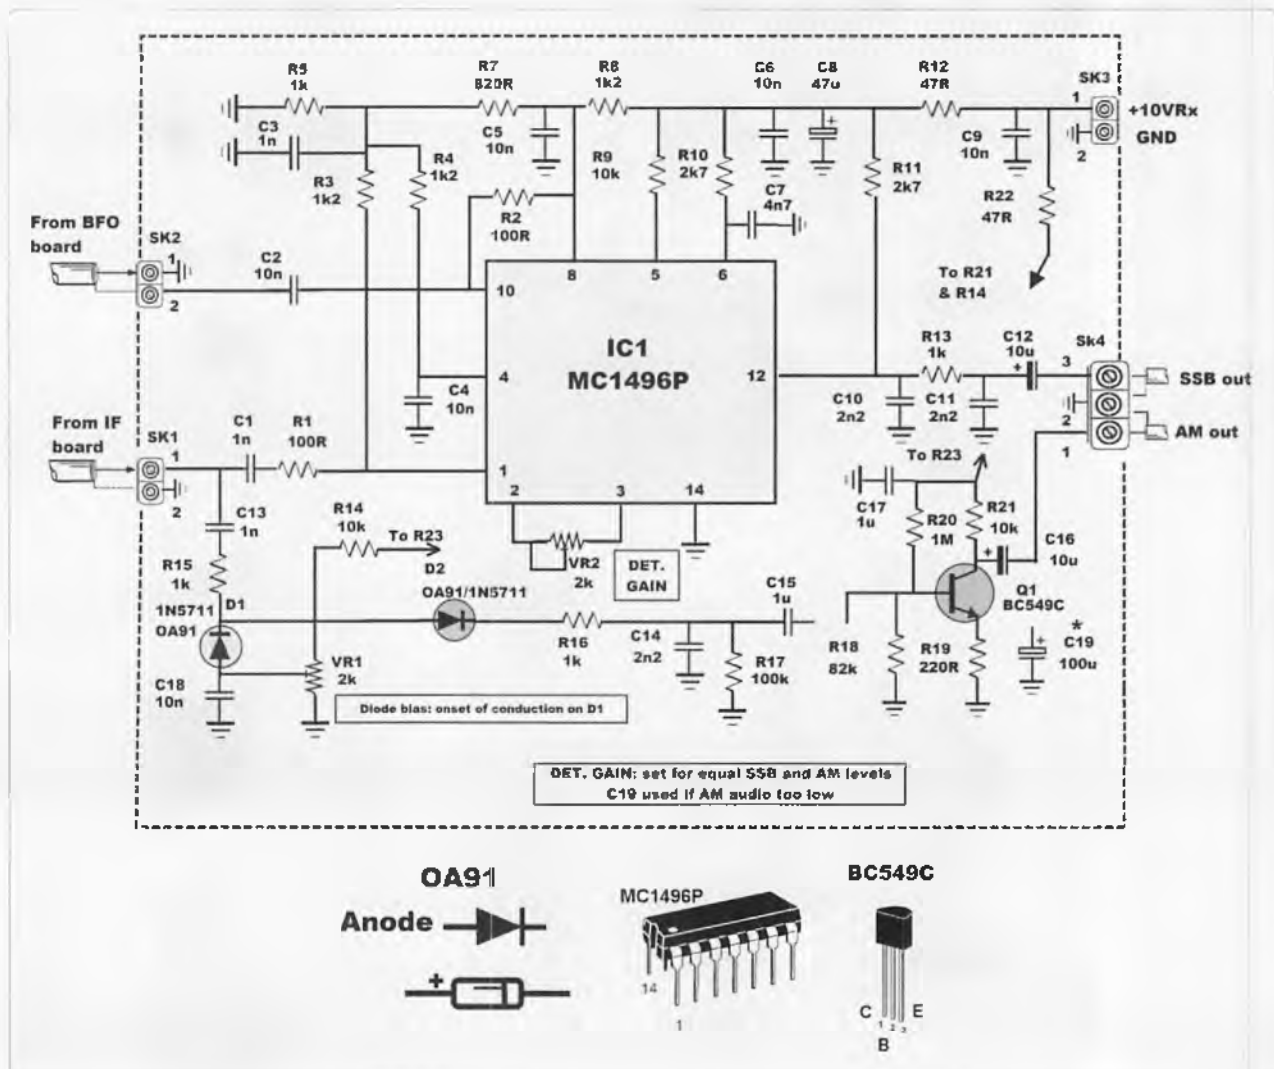 R5
1k
R7
820R
R8
1k2
C6
10n
C8
47u
R12
47R
SK3
1
+10VRx
GND
2
C3
1n
C5
10n
C9
10n
R4
1k2
R3
1k2
R9
10k
R10
2k7
R11
2k7
C7
4n7
R22
47R
R2
100R
From BFO
board
SK2
1
2
C2
10n
To R21
& R14
8
5
6
10
IC1
MC1496P
4
12
R13
1k
C12
10u
Sk4
3
SSB out
C4
10n
C10
2n2
C11
2n2
2
AM out
1
From IF
board
SK1
1
2
C1
1n
R1
100R
1
2
3
14
To R23
C17
1u
R20
1M
R21
10k
C16
10u
C13
1n
R14
10k
To R23
D2
VR2
2k
DET.
GAIN
R15
1k
1N5711
OA91
D1
OA91/1N5711
C15
1u
Q1
BC549C
*
C19
100u
R16
1k
C14
2n2
R17
100k
R18
82k
R19
220R
VR1
2k
C18
10n
Diode bias: onset of conduction on D1
DET. GAIN: set for equal SSB and AM levels
C19 used if AM audio too low
OA91
Anode
MC1496P
14
1
BC549C
C
E
1 2 3
B